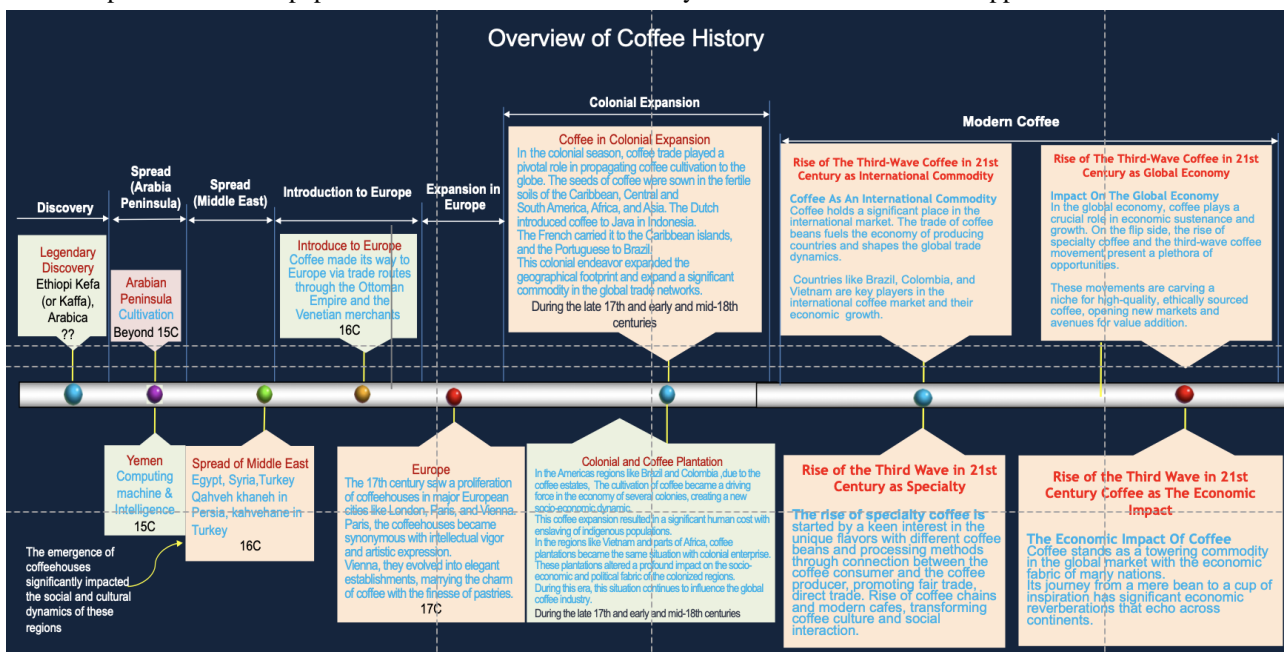 Overview of Coffee History
Colonial Expansion
Modern Coffee
Discovery
Spread
(Arabia
Peninsula)
Spread
(Middle East)
Introduction to Europe
Expansion in
Europe
Legendary
Discovery
Ethiopi Kefa
(or Kaffa),
Arabica
??
Arabian
Peninsula
Cultivation
Beyond 15C
Introduce to Europe
Coffee made its way to
Europe via trade routes
through the Ottoman
Empire and the
Venetian merchants
16C
Coffee in Colonial Expansion
In the colonial season, coffee trade played a
pivotal role in propagating coffee cultivation to the
globe. The seeds of coffee were sown in the fertile
soils of the Caribbean, Central and
South America, Africa, and Asia. The Dutch
introduced coffee to Java in Indonesia.
The French carried it to the Caribbean islands,
and the Portuguese to Brazil
This colonial endeavor expanded the
geographical footprint and expand a significant
commodity in the global trade networks.
During the late 17th and early and mid-18th
centuries
Rise of The Third-Wave Coffee in 21st
Century as International Commodity
Coffee As An International Commodity
Coffee holds a significant place in the
international market. The trade of coffee
beans fuels the economy of producing
countries and shapes the global trade
dynamics.
Countries like Brazil, Colombia, and
Vietnam are key players in the
international coffee market and their
economic growth.
Rise of The Third-Wave Coffee in 21st
Century as Global Economy
Impact On The Global Economy
In the global economy, coffee plays a
crucial role in economic sustenance and
growth. On the flip side, the rise of
specialty coffee and the third-wave coffee
movement present a plethora of
opportunities.
These movements are carving a
niche for high-quality, ethically sourced
coffee, opening new markets and
avenues for value addition.
Yemen
Computing
machine &
Intelligence
15C
Spread of Middle East
Egypt, Syria,Turkey
Qahveh khaneh in
Persia, kahvehane in
Turkey
16C
The emergence of
coffeehouses
significantly impacted
the social and cultural
dynamics of these
regions
Europe
The 17th century saw a proliferation
of coffeehouses in major European
cities like London, Paris, and Vienna.
Paris, the coffeehouses became
synonymous with intellectual vigor
and artistic expression.
Vienna, they evolved into elegant
establishments, marrying the charm
of coffee with the finesse of pastries.
17C
Colonial and Coffee Plantation
In the Americas regions like Brazil and Colombia ,due to the
coffee estates, The cultivation of coffee became a driving
force in the economy of several colonies, creating a new
socio-economic dynamic.
This coffee expansion resulted in a significant human cost with
enslaving of indigenous populations.
In the regions like Vietnam and parts of Africa, coffee
plantations became the same situation with colonial enterprise.
These plantations altered a profound impact on the socio-
economic and political fabric of the colonized regions.
During this era, this situation continues to influence the global
coffee industry.
During the late 17th and early and mid-18th centuries
Rise of the Third Wave in 21st
Century as Specialty
The rise of specialty coffee is
started by a keen interest in the
unique flavors with different coffee
beans and processing methods
through connection between the
coffee consumer and the coffee
producer, promoting fair trade,
direct trade. Rise of coffee chains
and modern cafes, transforming
coffee culture and social
interaction.
Rise of the Third Wave in 21st
Century Coffee as The Economic
Impact
The Economic Impact Of Coffee
Coffee stands as a towering commodity
in the global market with the economic
fabric of many nations.
Its journey from a mere bean to a cup of
inspiration has significant economic
reverberations that echo across
continents.